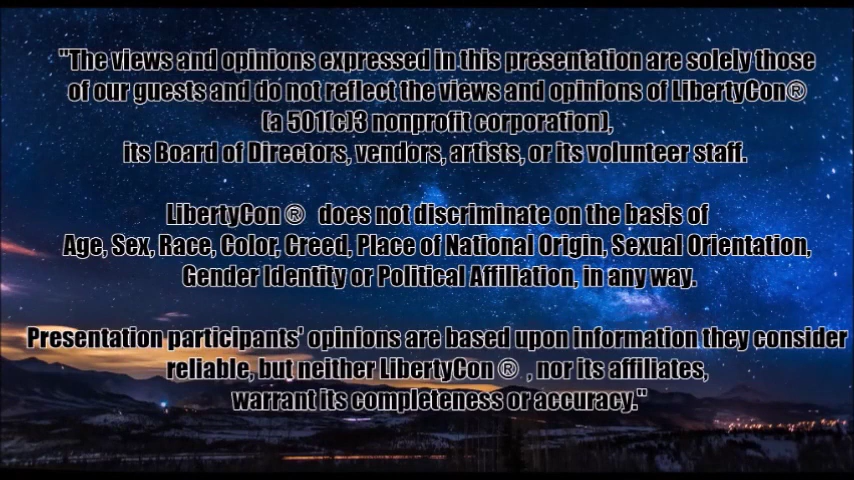 "The views and opinions expressed in this presentation are solely those
of our guests and do not reflect the views and opinions of LibertyCon®
(a 501(c)3 nonprofit corporation),
its Board of Directors, vendors, artists, or its volunteer staff.
LibertyCon ® does not discriminate on the basis of
Age, Sex, Race, Color, Creed, Place of National Origin, Sexual Orientation,
Gender Identity or Political Affiliation, in any way.
Presentation participants' opinions are based upon information they consider
reliable, but neither LibertyCon ® , nor its affiliates,
warrant its completeness or accuracy."